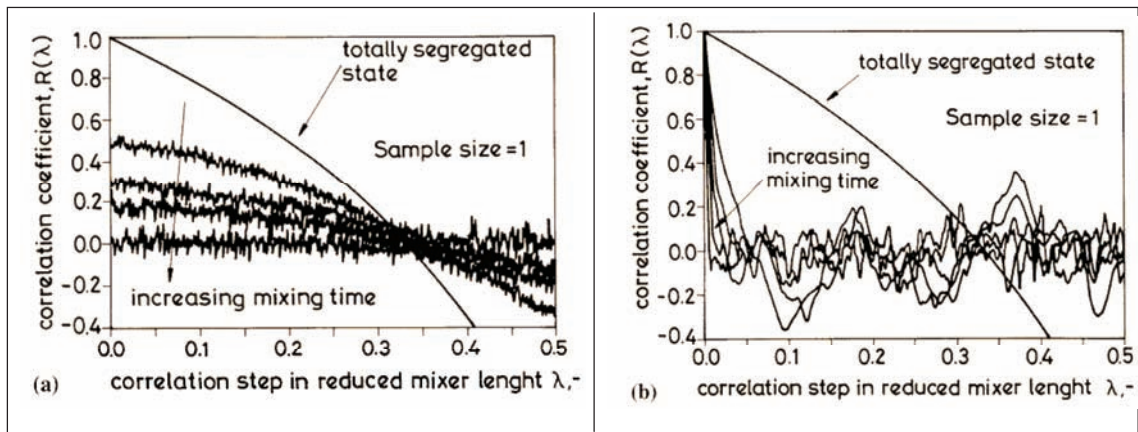 correlation coefficient, R(λ)
1.0
0.8
0.6
0.4
0.2
0.0
-0.2
-0.4
totally segregated
state
Sample size = 1
increasing mixing time
0.0 0.1 0.2 0.3 0.4 0.5
(a) correlation step in reduced mixer lenght λ,-
correlation coefficient, R(λ)
1.0
0.8
0.6
0.4
0.2
0.0
-0.2
-0.4
totally segregated state
Sample size = 1
increasing
mixing time
0.0 0.1 0.2 0.3 0.4 0.5
(b) correlation step in reduced mixer lenght λ,-